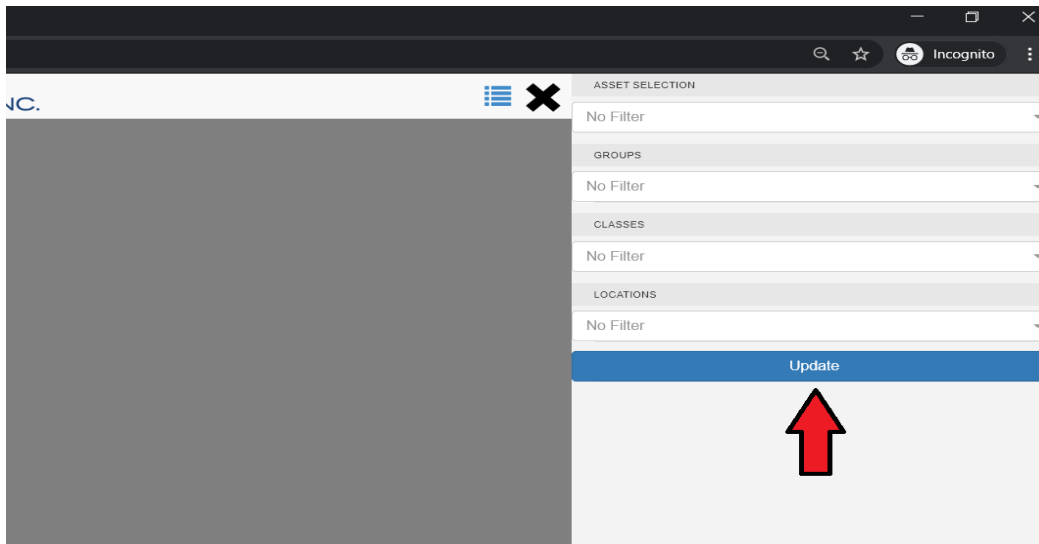 Incognito
NC.
ASSET SELECTION
No Filter
GROUPS
No Filter
CLASSES
No Filter
LOCATIONS
No Filter
Update